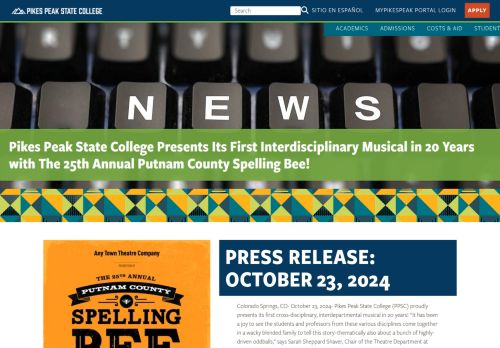 PIKES PEAK STATE COLLEGE
Search
SITIO EN ESPAÑOL
MYPIKESPEAK PORTAL LOGIN
APPLY
ACADEMICS
ADMISSIONS
COSTS & AID
STUDENT
NEWS
Pikes Peak State College Presents Its First Interdisciplinary Musical in 20 Years
with The 25th Annual Putnam County Spelling Bee!
Any Town Theatre Company
THE 25TH ANNUAL
PUTNAM COUNTY
SPELLING
BEE
PRESS RELEASE:
OCTOBER 23, 2024
Colorado Springs, CO- October 23, 2024- Pikes Peak State College (PPSC) proudly
presents its first cross-disciplinary, interdepartmental musical in 20 years! "It has been
a joy to see the students and professors from these various disciplines come together
in a wacky blended family to tell this story- thematically also about a bunch of highly-
driven oddballs," says Sarah Sheppard Shaver, Chair of the Theatre Department at